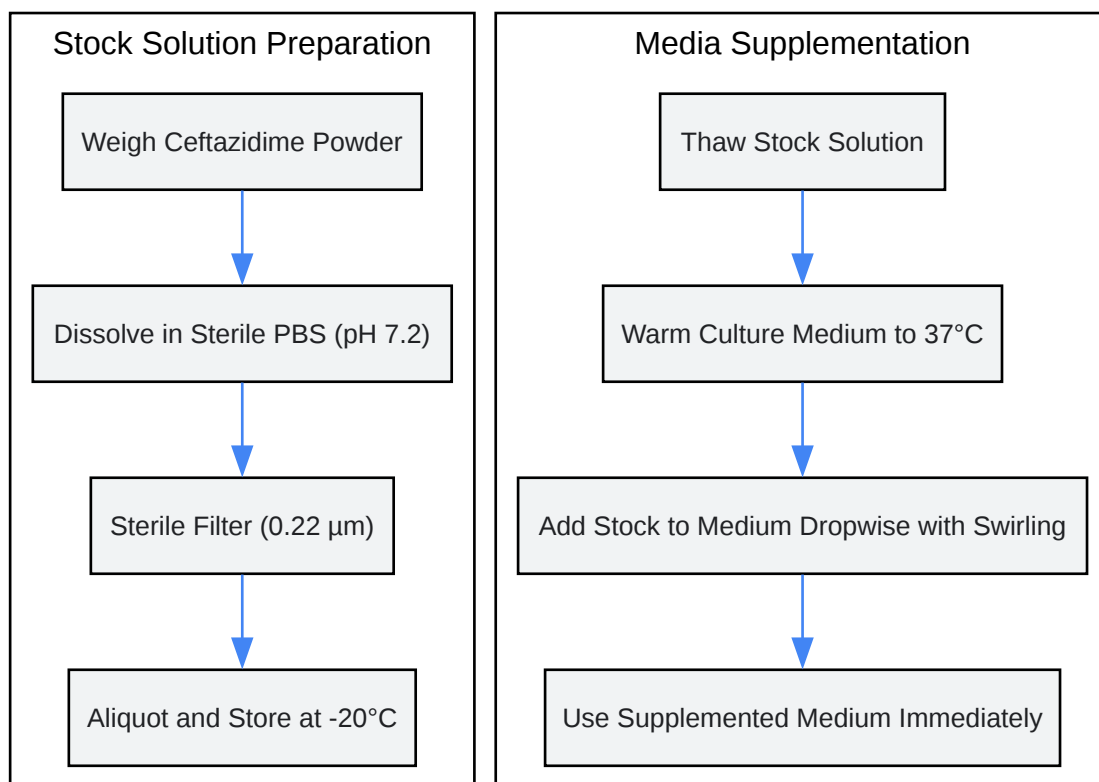 Stock Solution Preparation
Weigh Ceftazidime Powder
Dissolve in Sterile PBS (pH 7.2)
Sterile Filter (0.22 µm)
Aliquot and Store at -20°C
Media Supplementation
Thaw Stock Solution
Warm Culture Medium to 37°C
Add Stock to Medium Dropwise with Swirling
Use Supplemented Medium Immediately